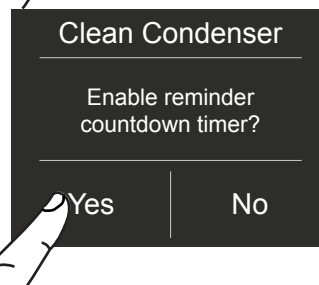 Clean Condenser
Enable reminder
countdown timer?
Yes
No